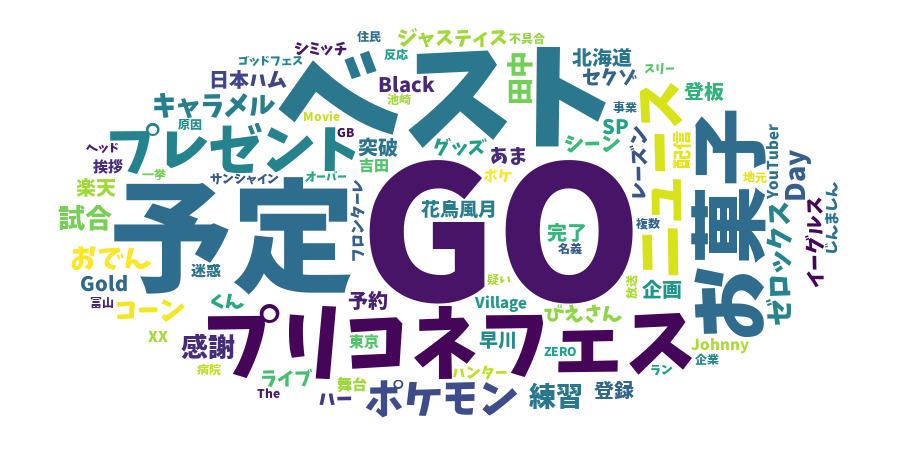 住民
ジャスティス
不具合
シミッチ
反応
ゴッドフェス
ベスト
田中
北海道
セクゾ
スリー
日本ハム
Black
池崎
事業
登板
キャラメル
原因
Movie
GB
SP
ニュース
ヘッド
プレゼント
突破
グッズ
あま
シーン
レーズン
配信
お菓子
YouTuber
挨拶
一挙
吉田
サンシャイン
オーバー
ボケ
地元
Day
楽天
予定
GO
フロンターレ
花鳥風月
完了
名義
複数
試合
ゼロックス
イーグルス
じんましん
おでん
迷惑
疑い
放送
企画
Gold
冨山
コーン
くん
予約
Village
びえさん
XX
プリコネフェス
感謝
東京
早川
ZERO
Johnny
企業
病院
ライブ
舞台
ハンター
ラン
The
ハー
ポケモン
練習
登録